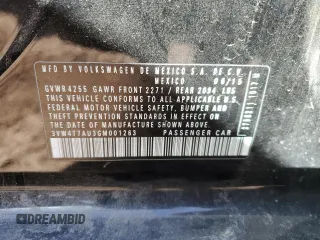 MFD BY VOLKSWAGEN DE MEXICO S.A. DE C.V.
MEXICO 06/15
GVWR 4255 GAWR FRONT 2271 / REAR 2094 LBS
THIS VEHICLE CONFORMS TO ALL APPLICABLE U.S.
FEDERAL MOTOR VEHICLE SAFETY, BUMPER AND
THEFT PREVENTION STANDARDS IN EFFECT ON THE
DATE OF MANUFACTURE SHOWN ABOVE
3VW4T7AU3GM001263 PASSENGER CAR
DREAMBID